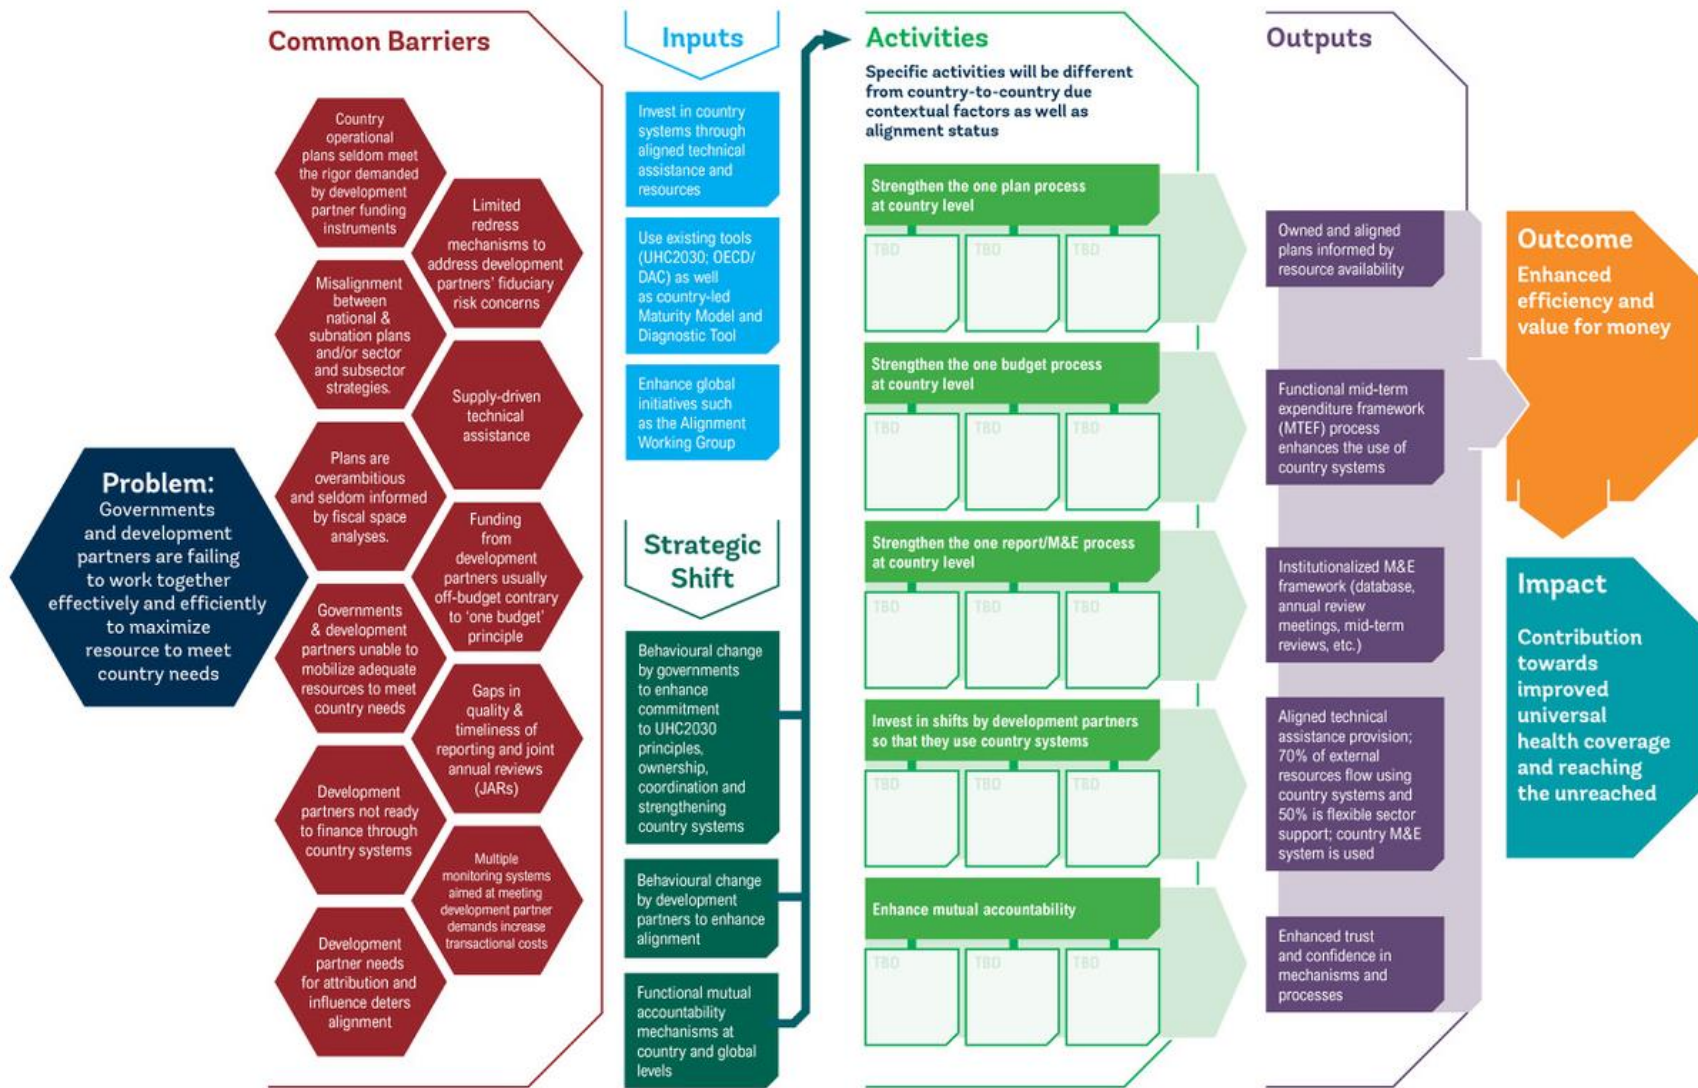 Problem:
Governments
and development
partners are failing
to work together
effectively and efficiently
to maximize
resource to meet
country needs
Common Barriers
Country
operational
plans seldom meet
the rigor demanded
by development
partner funding
instruments
Limited
redress
mechanisms to
address development
partners’ fiduciary
risk concerns
Misalignment
between
national &
subnation plans
and/or sector
and subsector
strategies.
Supply-driven
technical
assistance
Plans are
overambitious
and seldom informed
by fiscal space
analyses.
Funding
from
development
partners usually
off-budget contrary
to ‘one budget’
principle
Governments
& development
partners unable to
mobilize adequate
resources to meet
country needs
Gaps in
quality &
timeliness of
reporting and joint
annual reviews
(JARs)
Development
partners not ready
to finance through
country systems
Multiple
monitoring systems
aimed at meeting
development partner
demands increase
transactional costs
Development
partner needs
for attribution and
influence deters
alignment
Inputs
Invest in country
systems through
aligned technical
assistance and
resources
Use existing tools
(UHC2030; OECD/
DAC) as well
as country-led
Maturity Model and
Diagnostic Tool
Enhance global
initiatives such
as the Alignment
Working Group
Strategic
Shift
Behavioural change
by governments
to enhance
commitment
to UHC2030
principles,
ownership,
coordination and
strengthening
country systems
Behavioural change
by development
partners to enhance
alignment
Functional mutual
accountability
mechanisms at
country and global
levels
Activities
Specific activities will be different
from country-to-country due
contextual factors as well as
alignment status
Strengthen the one plan process
at country level
TBD TBD TBD
Strengthen the one budget process
at country level
TBD TBD TBD
Strengthen the one report/M&E process
at country level
TBD TBD TBD
Invest in shifts by development partners
so that they use country systems
TBD TBD TBD
Enhance mutual accountability
TBD TBD TBD
Outputs
Owned and aligned
plans informed by
resource availability
Functional mid-term
expenditure framework
(MTEF) process
enhances the use of
country systems
Institutionalized M&E
framework (database,
annual review
meetings, mid-term
reviews, etc.)
Aligned technical
assistance provision;
70% of external
resources flow using
country systems and
50% is flexible sector
support; country M&E
system is used
Enhanced trust
and confidence in
mechanisms and
processes
Outcome
Enhanced
efficiency and
value for money
Impact
Contribution
towards
improved
universal
health coverage
and reaching
the unreached